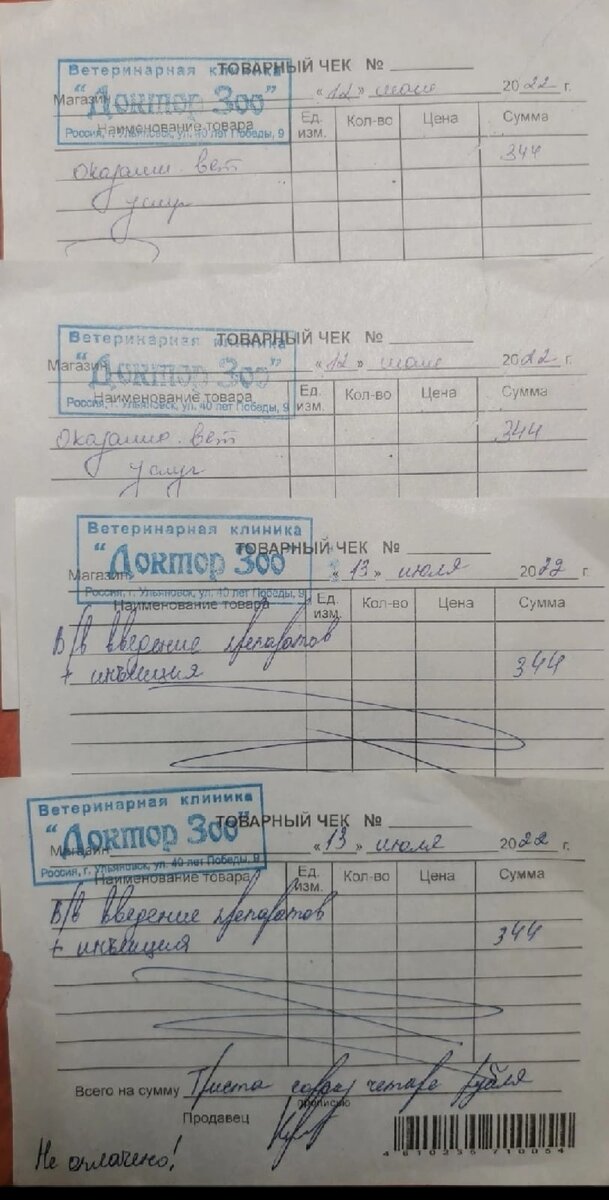 Ветеринарная клиника
ТОВАРНЫЙ ЧЕК №
"Доктор Зоо"
Магазин «12» июля 2022 г.
Россия, г. Ульяновск, ул. 40 лет Победы, 9
Наименование товара Ед. изм. Кол-во Цена Сумма
оказание вет 344
услуг
Ветеринарная клиника
ТОВАРНЫЙ ЧЕК №
"Доктор Зоо"
Магазин «12» июля 2022 г.
Россия, г. Ульяновск, ул. 40 лет Победы, 9
Наименование товара Ед. изм. Кол-во Цена Сумма
оказание вет 344
услуг
Ветеринарная клиника
ТОВАРНЫЙ ЧЕК №
"Доктор Зоо"
Магазин «13» июля 2022 г.
Россия, г. Ульяновск, ул. 40 лет Победы, 9
Наименование товара Ед. изм. Кол-во Цена Сумма
В/в введение препаратов
+ инъекция 344
Ветеринарная клиника
ТОВАРНЫЙ ЧЕК №
"Доктор Зоо"
Магазин «13» июля 2022 г.
Россия, г. Ульяновск, ул. 40 лет Победы, 9
Наименование товара Ед. изм. Кол-во Цена Сумма
В/в введение препаратов
+ инъекция 344
Всего на сумму Триста сорок четыре рубля
прописью
Продавец
Не оплачено!
4 610235 710054